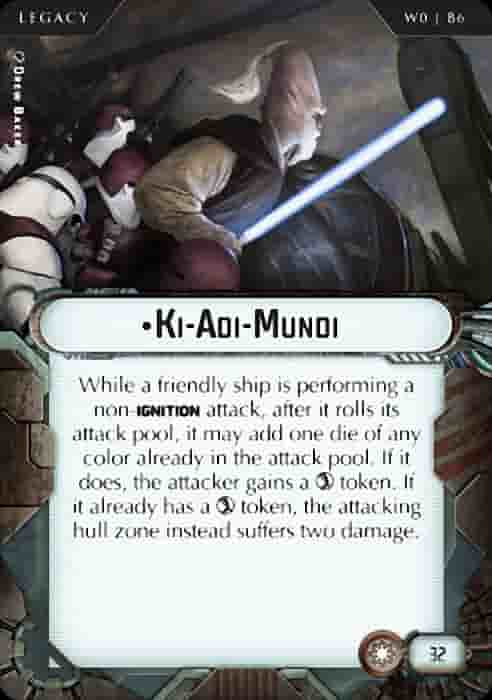 LEGACY
W0 | B6
Drew Baker
•Ki-Adi-Mundi
While a friendly ship is performing a
non-IGNITION attack, after it rolls its
attack pool, it may add one die of any
color already in the attack pool. If it
does, the attacker gains a token. If
it already has a token, the attacking
hull zone instead suffers two damage.
32